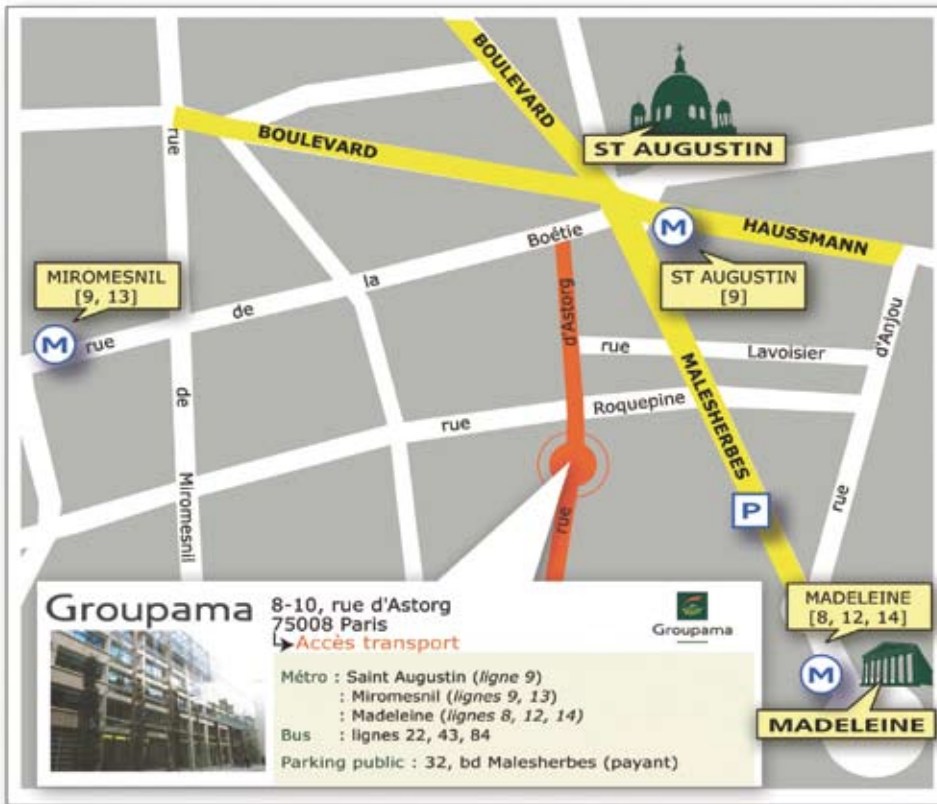 BOULEVARD
BOULEVARD
ST AUGUSTIN
rue
HAUSSMANN
Boêtie
la
de
rue
MIROMESNIL
[9, 13]
M
M
ST AUGUSTIN
[9]
d'Astorg
rue
rue Lavoisier
d'Anjou
rue
MALESHERBES
rue Roquepine
de
Miromesnil
P
MADELEINE
[8, 12, 14]
M
MADELEINE
Groupama
8-10, rue d'Astorg
75008 Paris
Accès transport
Groupama
Métro : Saint Augustin (ligne 9)
: Miromesnil (lignes 9, 13)
: Madeleine (lignes 8, 12, 14)
Bus : lignes 22, 43, 84
Parking public : 32, bd Malesherbes (payant)